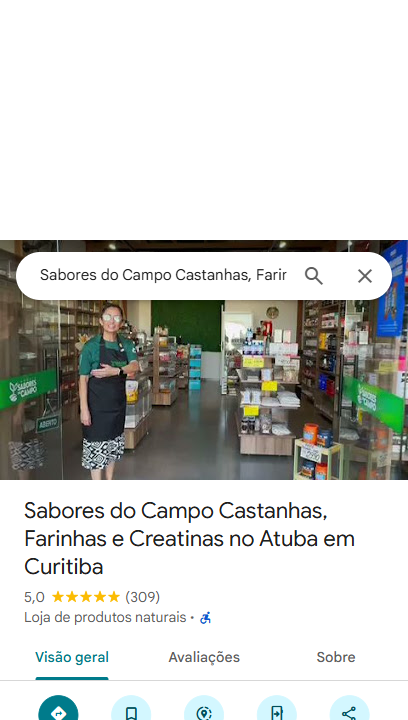 Sabores do Campo Castanhas, Farir
SABORES
DO CAMPO
ABERTO
Sabores do Campo Castanhas,
Farinhas e Creatinas no Atuba em
Curitiba
5,0 (309)
Loja de produtos naturais ·
Visão geral
Avaliações
Sobre